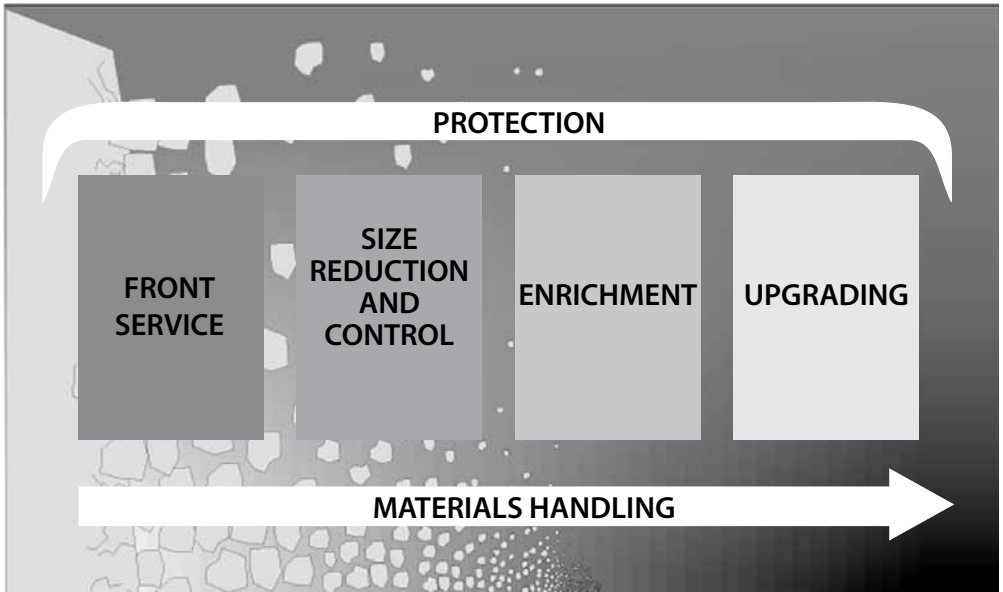 PROTECTION
FRONT
SERVICE
SIZE
REDUCTION
AND
CONTROL
ENRICHMENT
UPGRADING
MATERIALS HANDLING